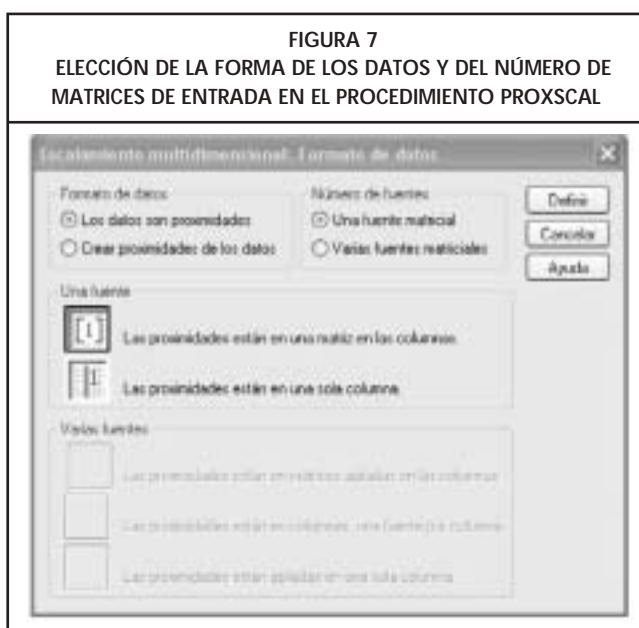 FIGURA 7
ELECCIÓN DE LA FORMA DE LOS DATOS Y DEL NÚMERO DE
MATRICES DE ENTRADA EN EL PROCEDIMIENTO PROXSCAL
Escalamiento multidimensional: Formato de datos
Formato de datos
Los datos son proximidades
Crear proximidades de los datos
Número de fuentes
Una fuente matricial
Varias fuentes matriciales
Definir
Cancelar
Ayuda
Una fuente
Las proximidades están en una matriz en las columnas.
Las proximidades están en una sola columna.
Varias fuentes
Las proximidades están en matrices apiladas en las columnas
Las proximidades están en columnas, una fuente por columna
Las proximidades están apiladas en una sola columna